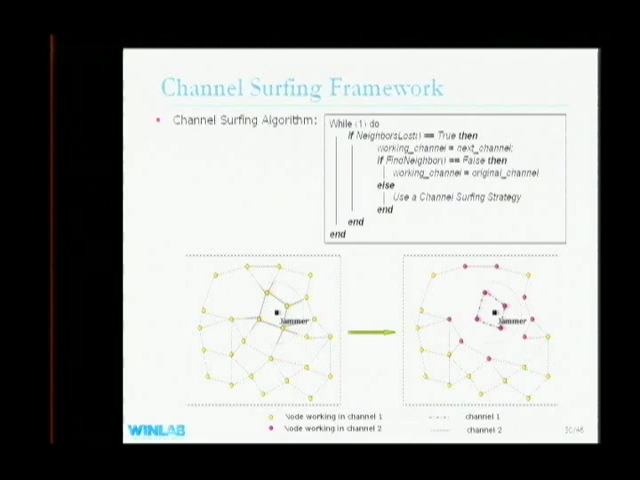 Channel Surfing Framework
Channel Surfing Algorithm:
While (1) do
if NeighborsLost() == True then
working_channel = next_channel;
if FindNeighbor() == False then
working_channel = original_channel
else
Use a Channel Surfing Strategy
end
end
end
Jammer
Jammer
Node working in channel 1
Node working in channel 2
channel 1
channel 2
WINLAB